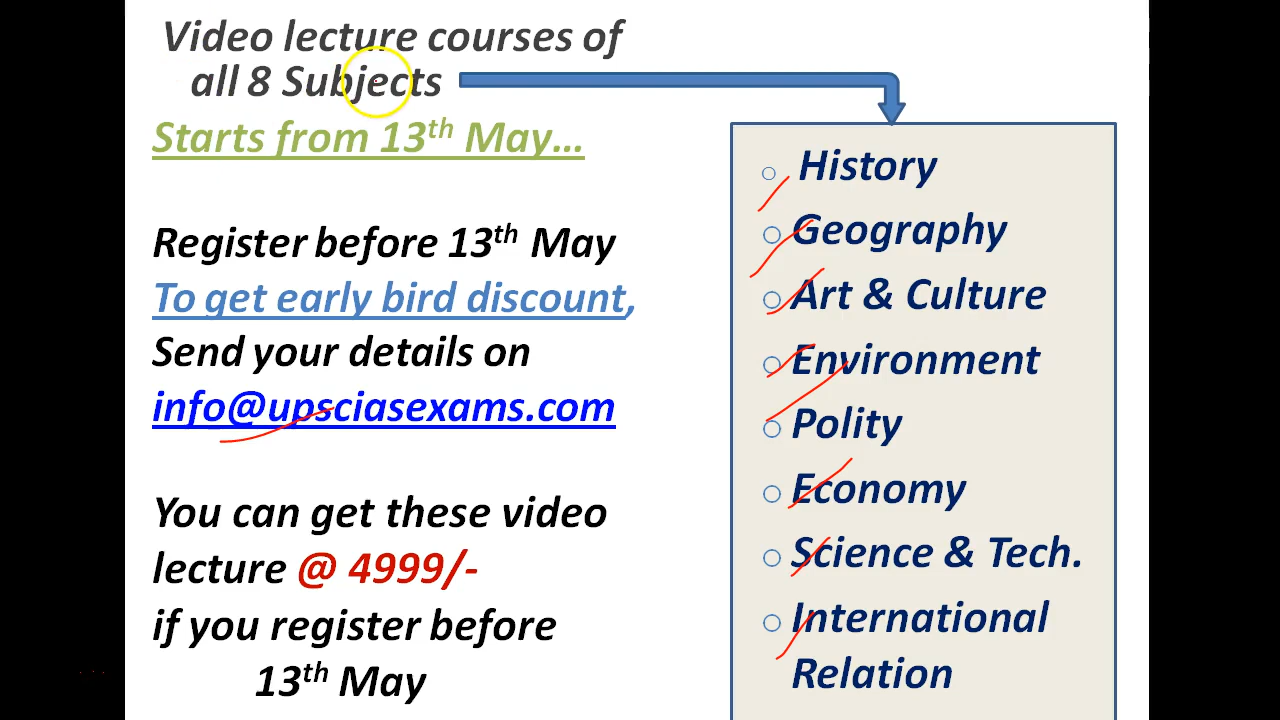 Video lecture courses of
all 8 Subjects
Starts from 13th May...
Register before 13th May
To get early bird discount,
Send your details on
info@upsciasexams.com
You can get these video
lecture @ 4999/-
if you register before
13th May
History
Geography
Art & Culture
Environment
Polity
Economy
Science & Tech.
International
Relation